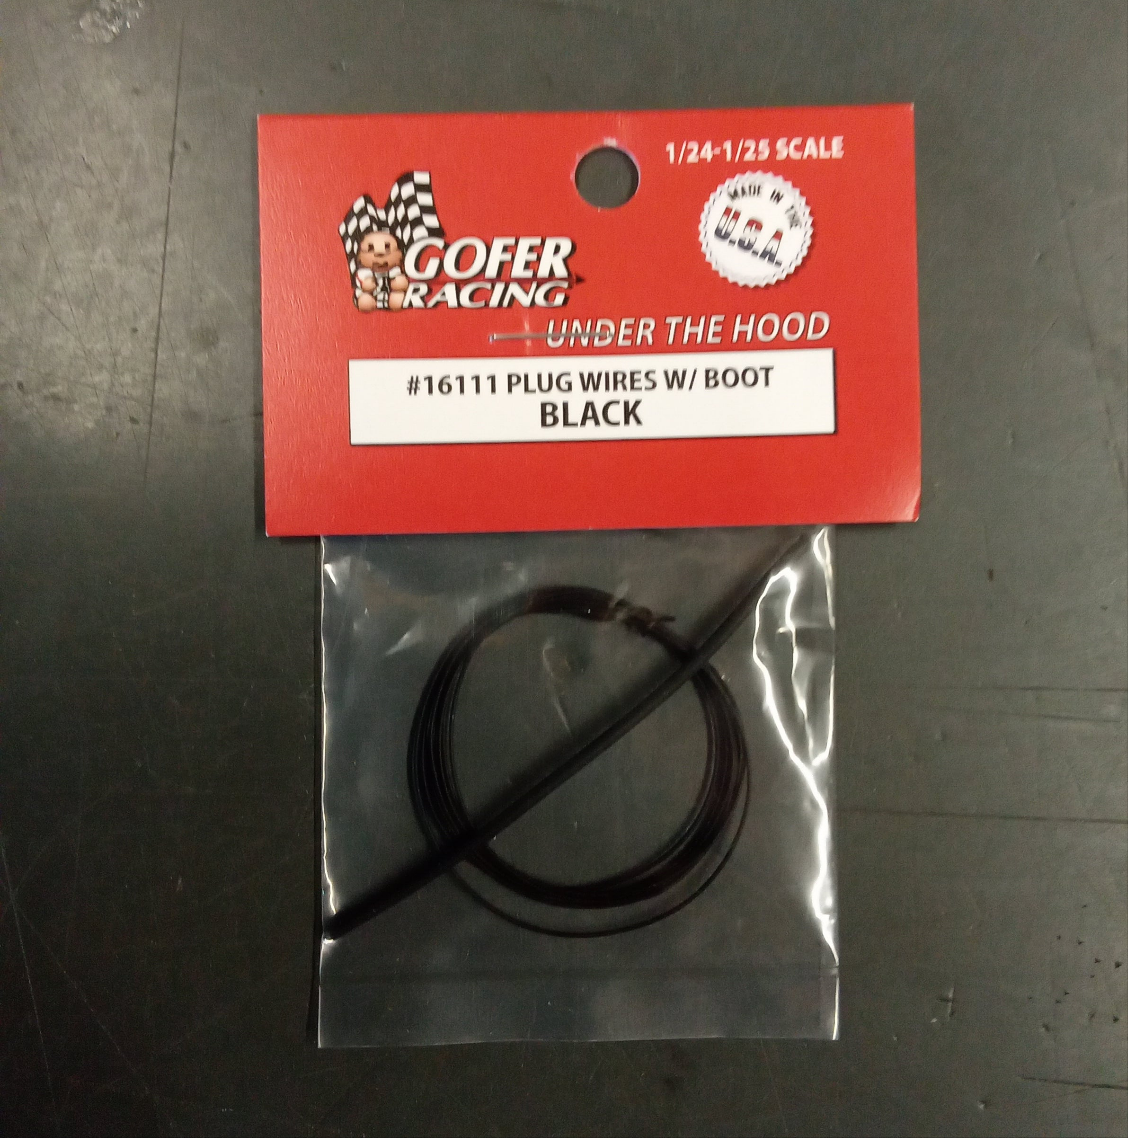 1/24-1/25 SCALE
MADE IN THE
U.S.A.
GOFER
RACING
UNDER THE HOOD
#16111 PLUG WIRES W/ BOOT
BLACK